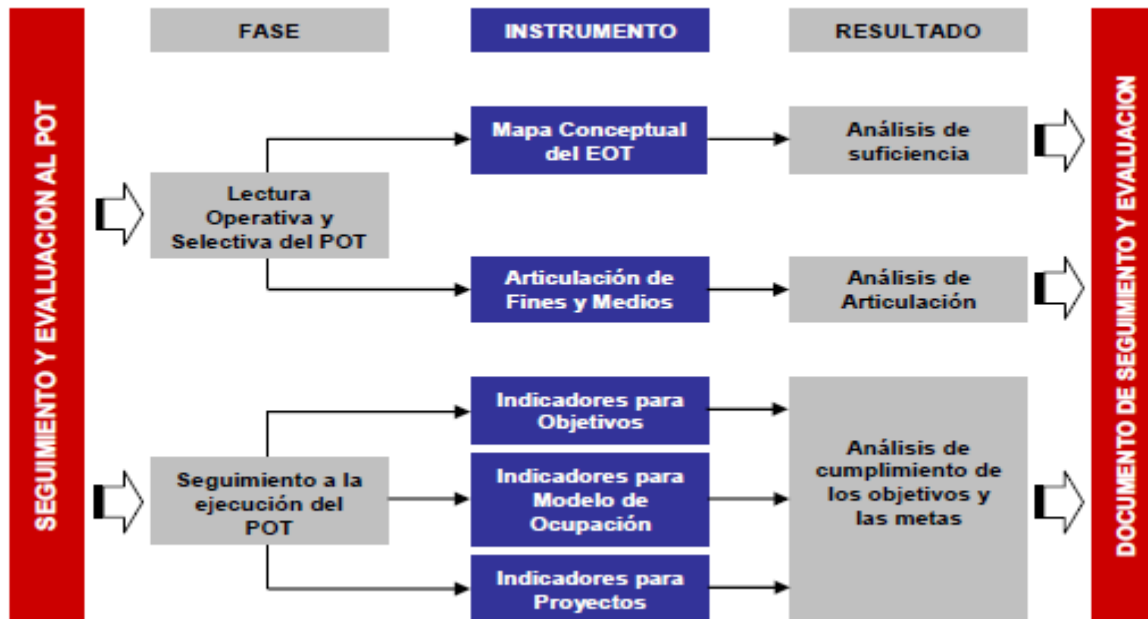 SEGUIMIENTO Y EVALUACION AL POT
FASE
INSTRUMENTO
RESULTADO
Lectura
Operativa y
Selectiva del POT
Mapa Conceptual
del EOT
Análisis de
suficiencia
Articulación de
Fines y Medios
Análisis de
Articulación
Seguimiento a la
ejecución del
POT
Indicadores para
Objetivos
Indicadores para
Modelo de
Ocupación
Indicadores para
Proyectos
Análisis de
cumplimiento de
los objetivos y
las metas
DOCUMENTO DE SEGUIMIENTO Y EVALUACION